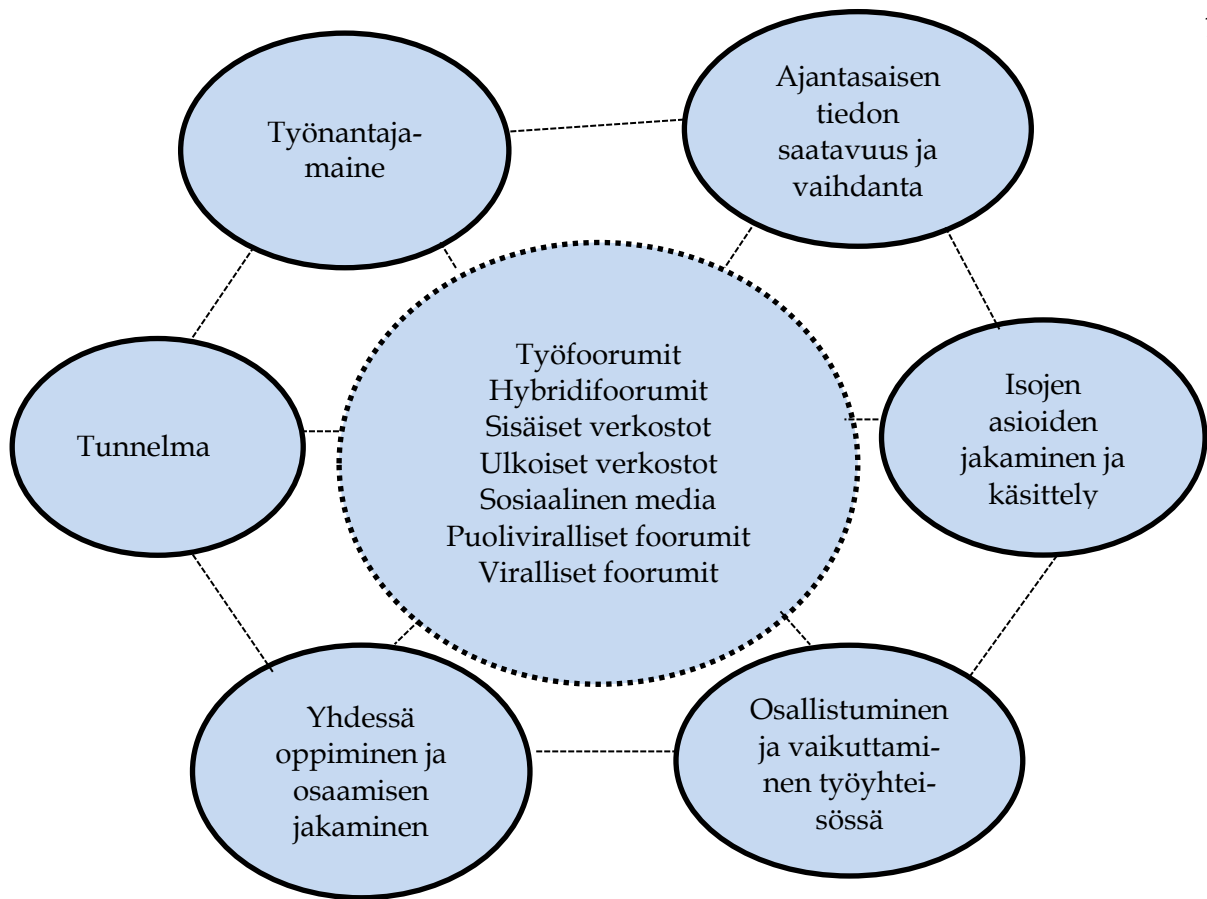 Työnantaja-
maine
Ajantasaisen
tiedon
saatavuus ja
vaihdanta
Työfoorumit
Hybridifoorumit
Sisäiset verkostot
Ulkoiset verkostot
Sosiaalinen media
Puoliviralliset foorumit
Viralliset foorumit
Tunnelma
Isojen
asioiden
jakaminen ja
käsittely
Yhdessä
oppiminen ja
osaamisen
jakaminen
Osallistuminen
ja vaikuttami-
nen työyhtei-
sössä